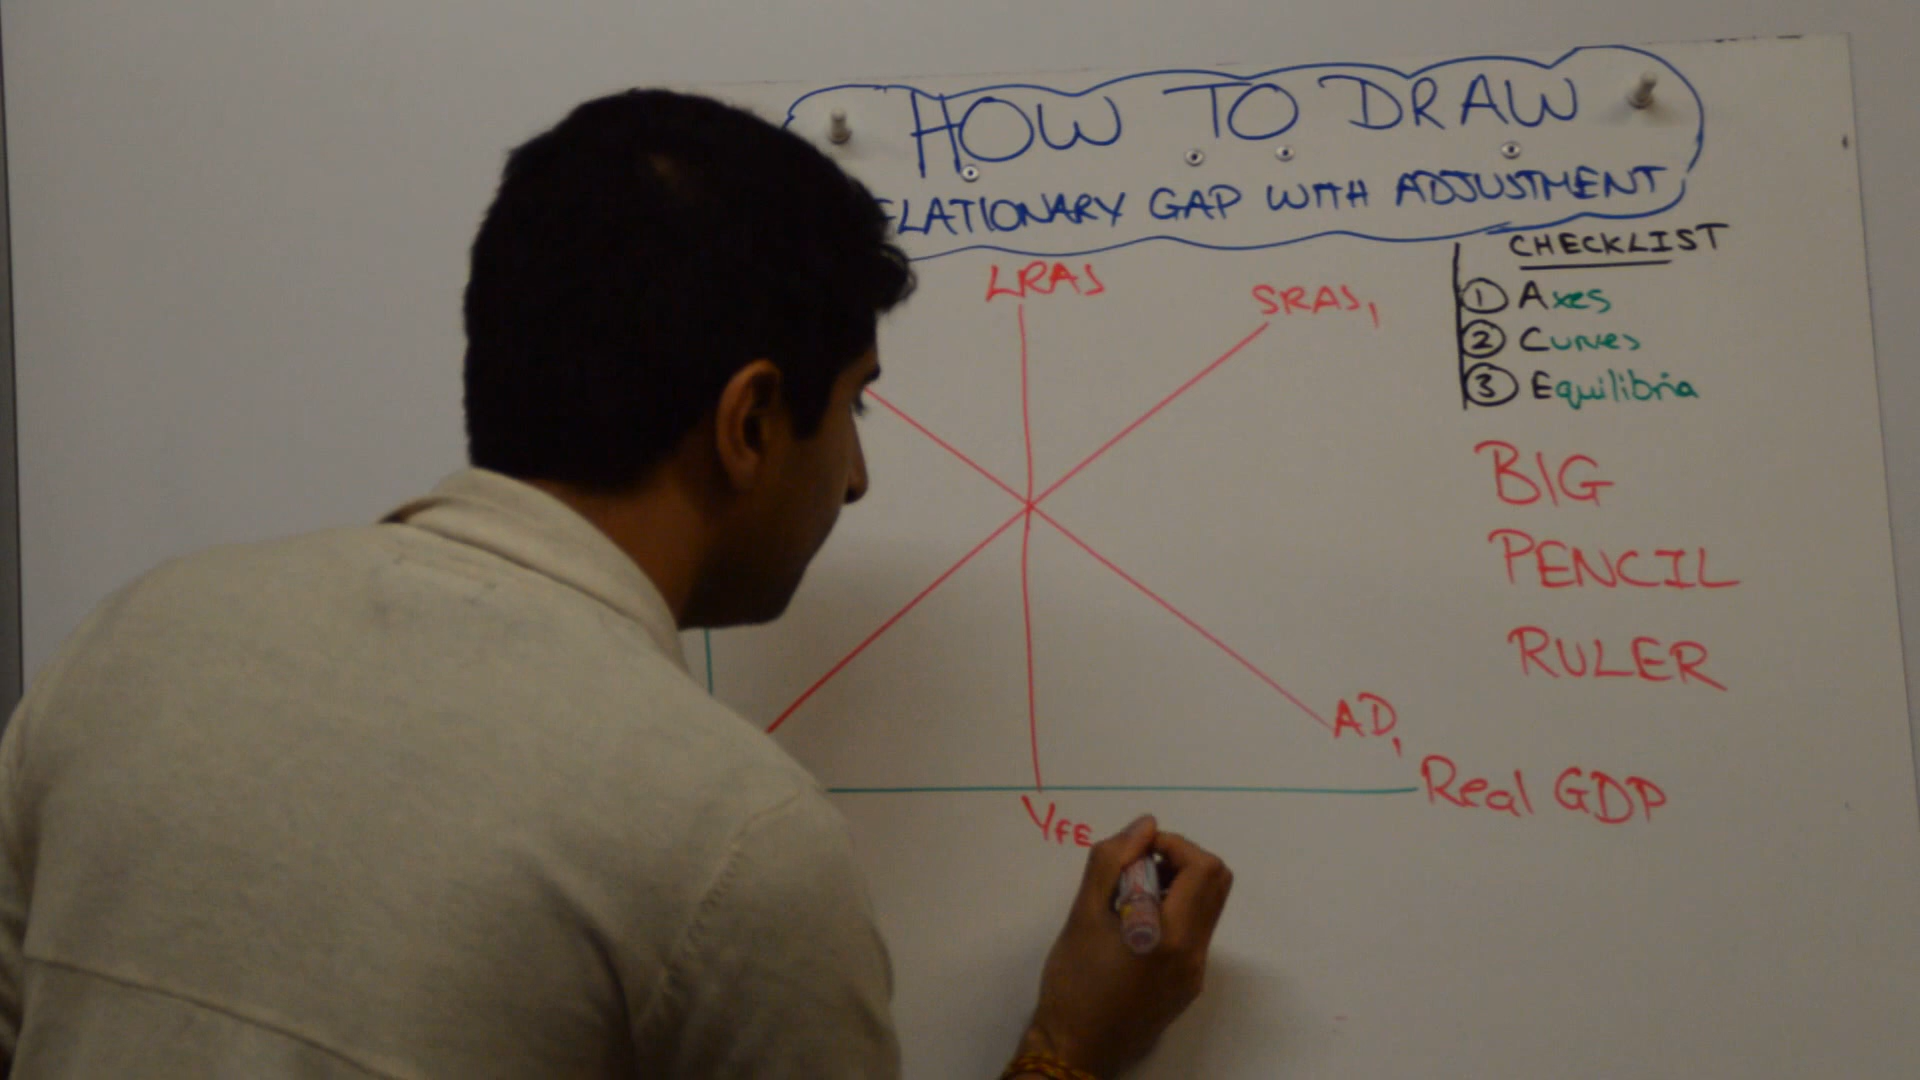 HOW TO DRAW
FLATIONARY GAP WITH ADJUSTMENT
CHECKLIST
1 Axes
2 Curves
3 Equilibria
LRAS
SRAS1
BIG
PENCIL
RULER
AD1
Real GDP
YFE